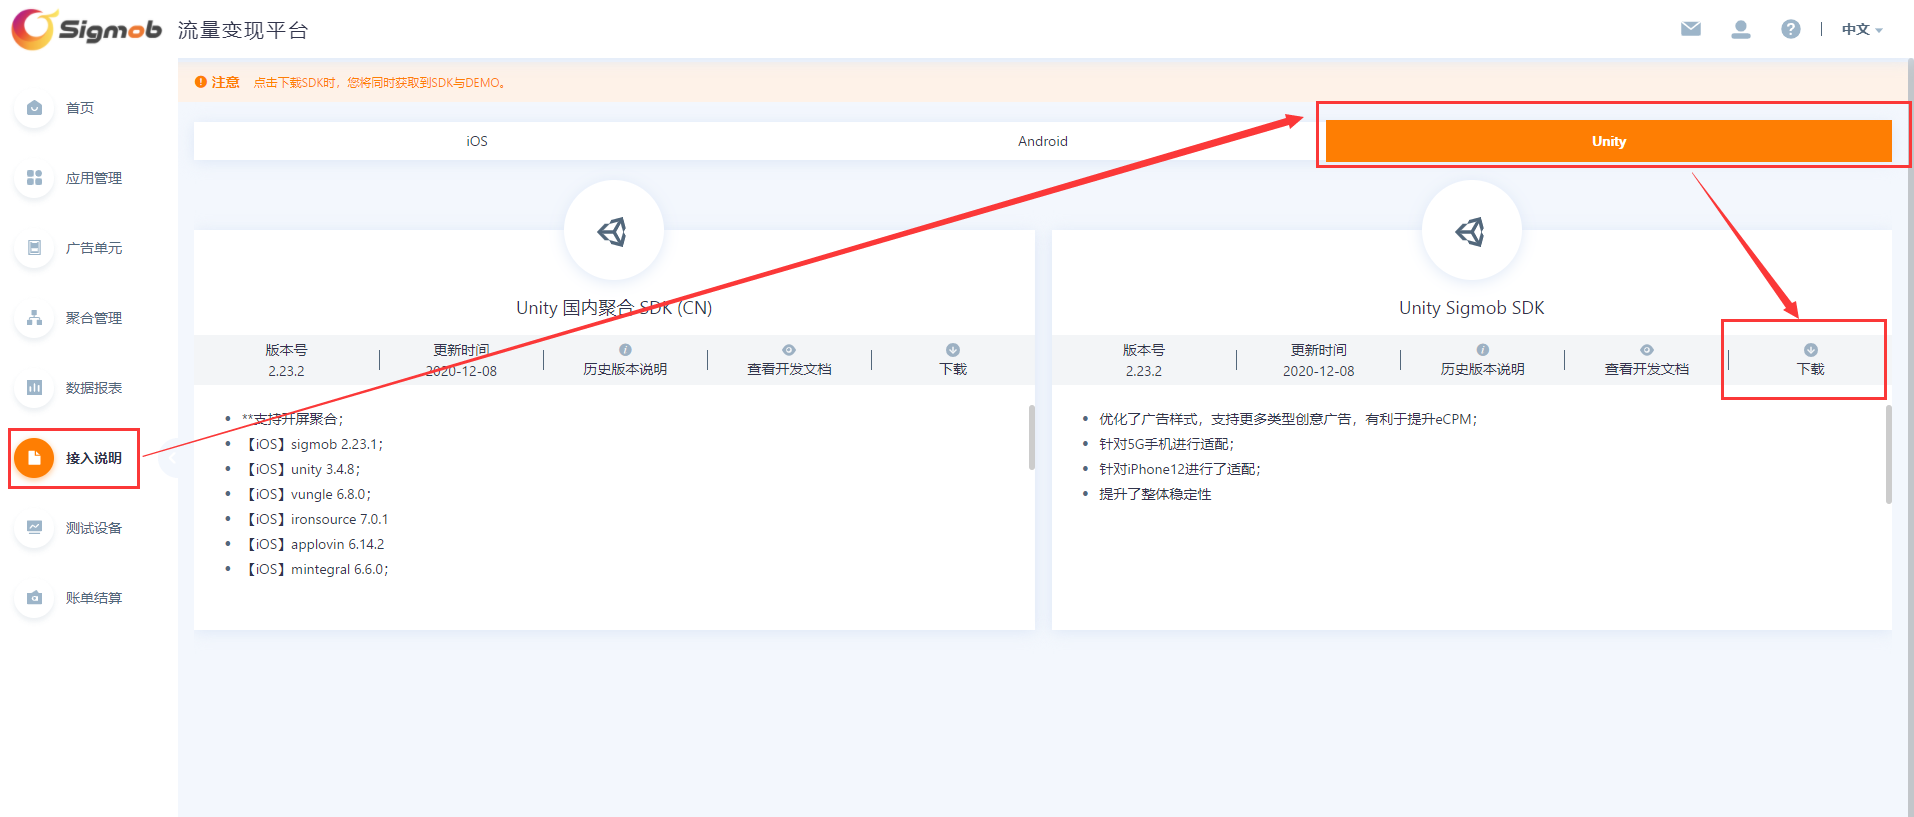 Sigmob 流量变现平台
中文
注意 点击下载SDK时，您将同时获取到SDK与DEMO。
首页
应用管理
广告单元
聚合管理
数据报表
接入说明
测试设备
账单结算
iOS
Android
Unity
Unity 国内聚合 SDK (CN)
版本号
2.23.2
更新时间
2020-12-08
历史版本说明
查看开发文档
下载
**支持开屏聚合；
【iOS】sigmob 2.23.1；
【iOS】unity 3.4.8；
【iOS】vungle 6.8.0；
【iOS】ironsource 7.0.1
【iOS】applovin 6.14.2
【iOS】mintegral 6.6.0；
Unity Sigmob SDK
版本号
2.23.2
更新时间
2020-12-08
历史版本说明
查看开发文档
下载
优化了广告样式，支持更多类型创意广告，有利于提升eCPM；
针对5G手机进行适配；
针对iPhone12进行了适配；
提升了整体稳定性